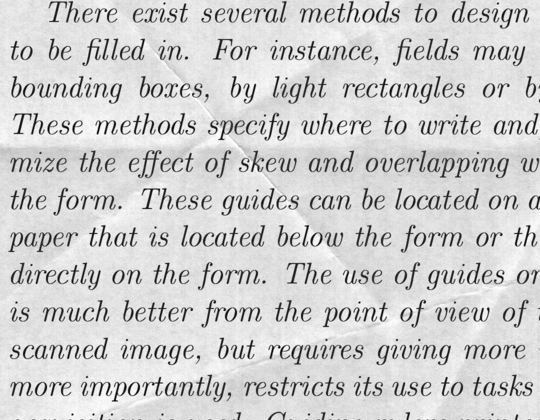 There exist several methods to design
to be filled in. For instance, fields may
bounding boxes, by light rectangles or
These methods specify where to write and
mize the effect of skew and overlapping
the form. These guides can be located on a
paper that is located below the form or
directly on the form. The use of guides
is much better from the point of view of
scanned image, but requires giving more
more importantly, restricts its use to tasks